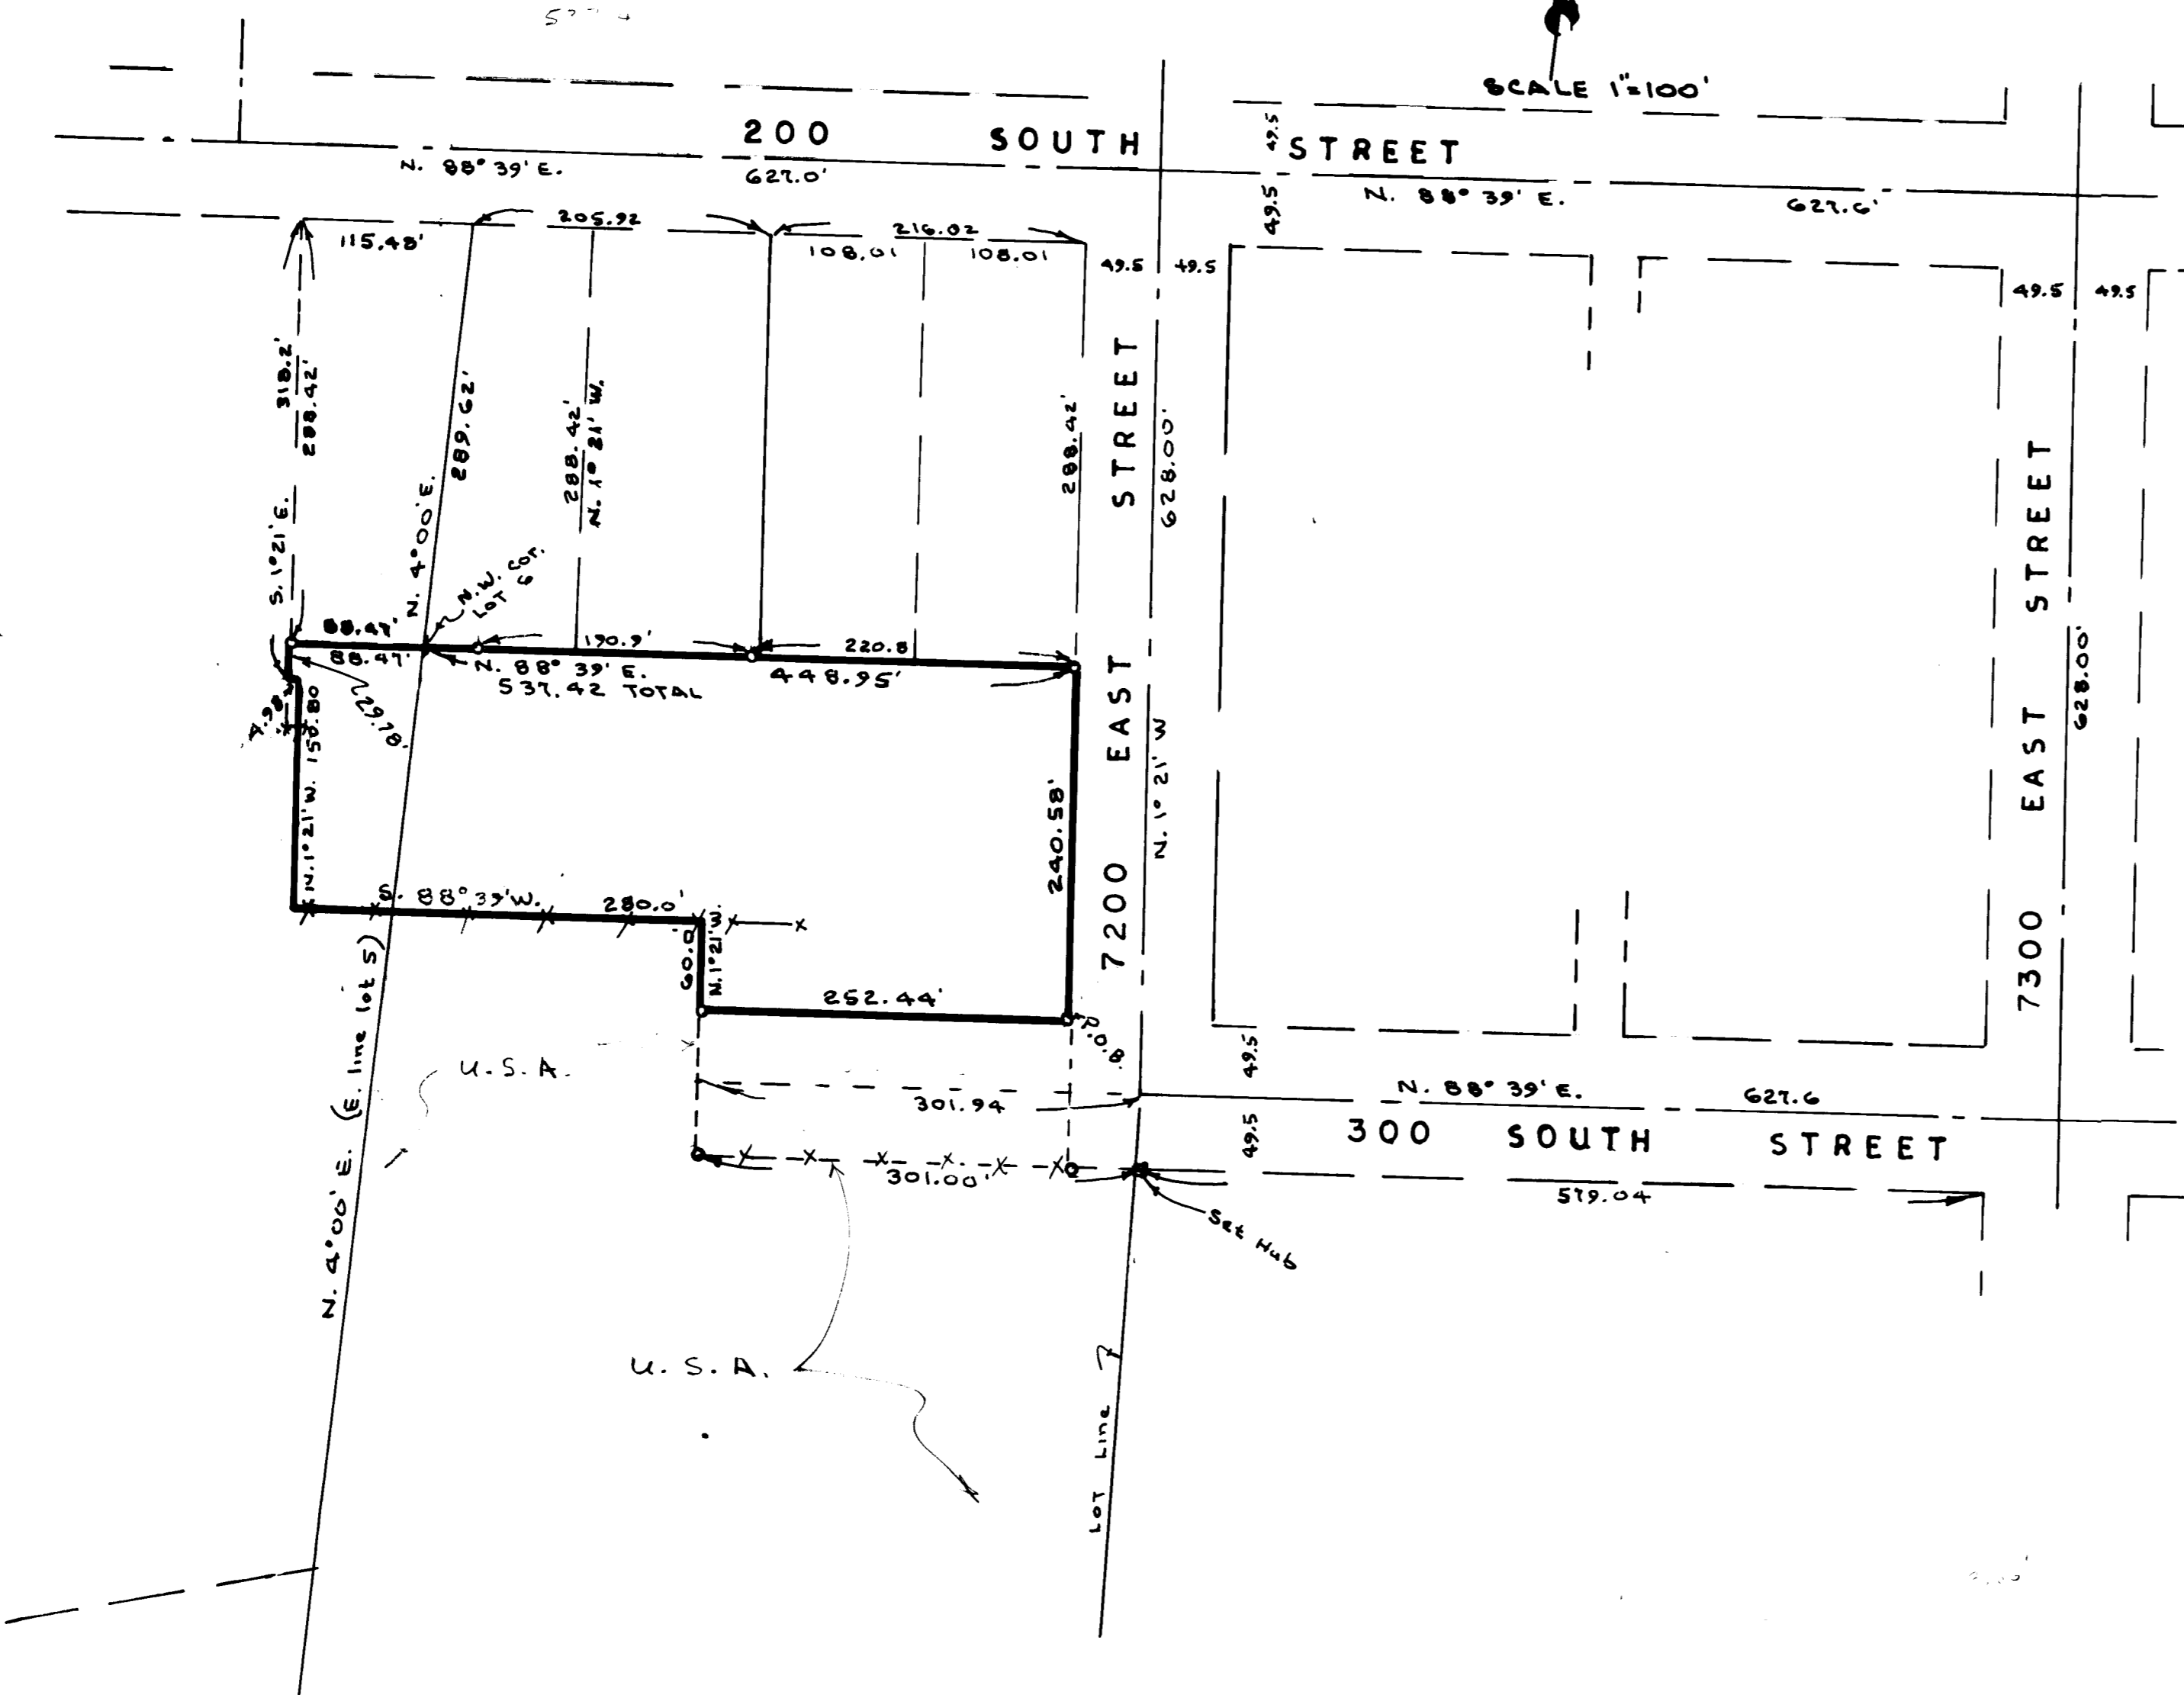 SCALE 1"=100'
200 SOUTH STREET
N. 88° 39' E.
627.0'
49.5
49.5
N. 88° 39' E.
627.6'
115.48'
205.92
216.02
108.01
108.01
49.5
49.5
49.5
49.5
318.2'
288.42'
S. 1°21' E.
289.62'
N. 4°00' E.
288.42'
N. 1° 21' W.
288.42'
7200 EAST STREET
628.00'
N. 1° 21' W
7300 EAST STREET
628.00'
N.W. Cor.
LOT 6
88.47'
88.47'
190.9'
220.8
N. 88° 39' E.
448.95'
537.42 TOTAL
29.78'
N. 1° 21' W. 150.80
240.58'
S. 88° 39' W.
280.0'
60.0'
N. 1°21' W.
252.44'
P.O.B.
N. 4°00' E. (E. line lot 5)
U.S.A.
301.94
301.00'
49.5
49.5
N. 88° 39' E.
627.6
300 SOUTH STREET
579.04
Set Hub
U.S.A.
LOT Line